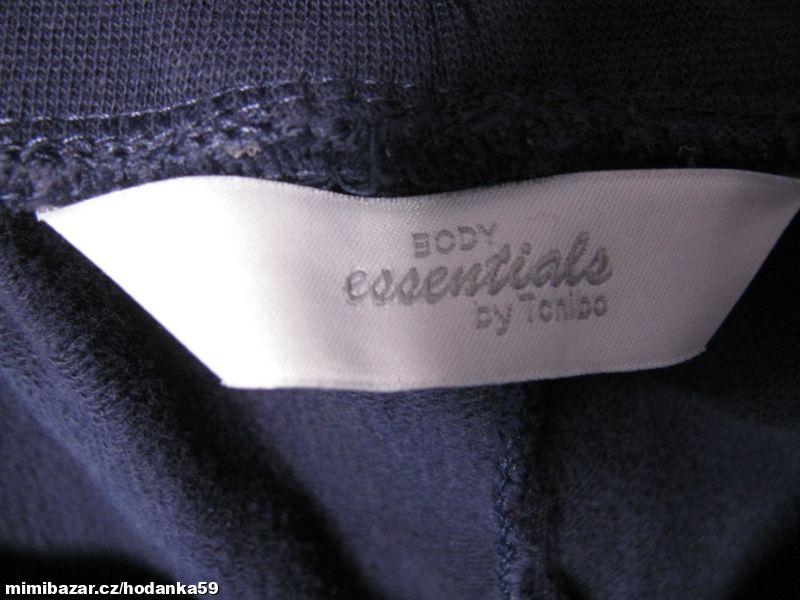 BODY
essentials
by Tchibo
mimibazar.cz/hodanka59